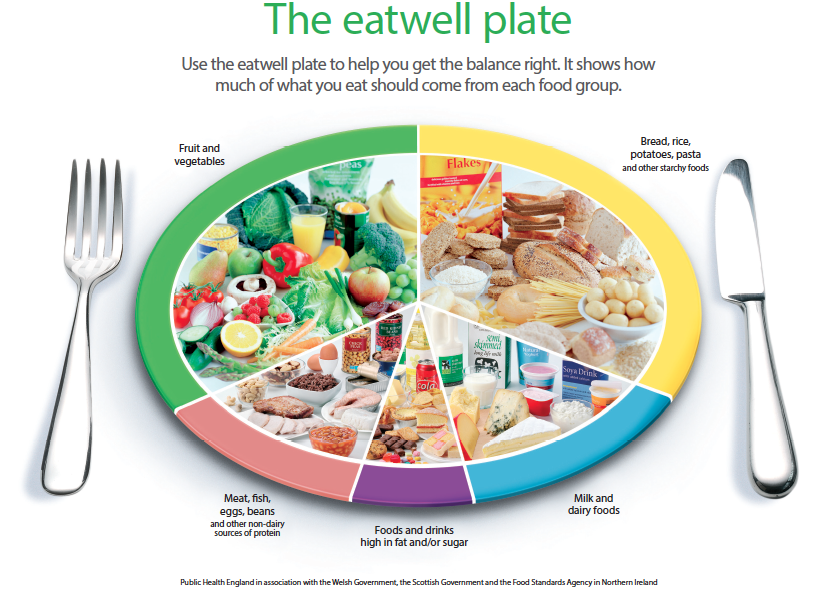 The eatwell plate
Use the eatwell plate to help you get the balance right. It shows how
much of what you eat should come from each food group.
Fruit and
vegetables
Bread, rice,
potatoes, pasta
and other starchy foods
peas
Flakes
semi
skimmed
long life milk
Soya Drink
cola
Meat, fish,
eggs, beans
and other non-dairy
sources of protein
Foods and drinks
high in fat and/or sugar
Milk and
dairy foods
Public Health England in association with the Welsh Government, the Scottish Government and the Food Standards Agency in Northern Ireland